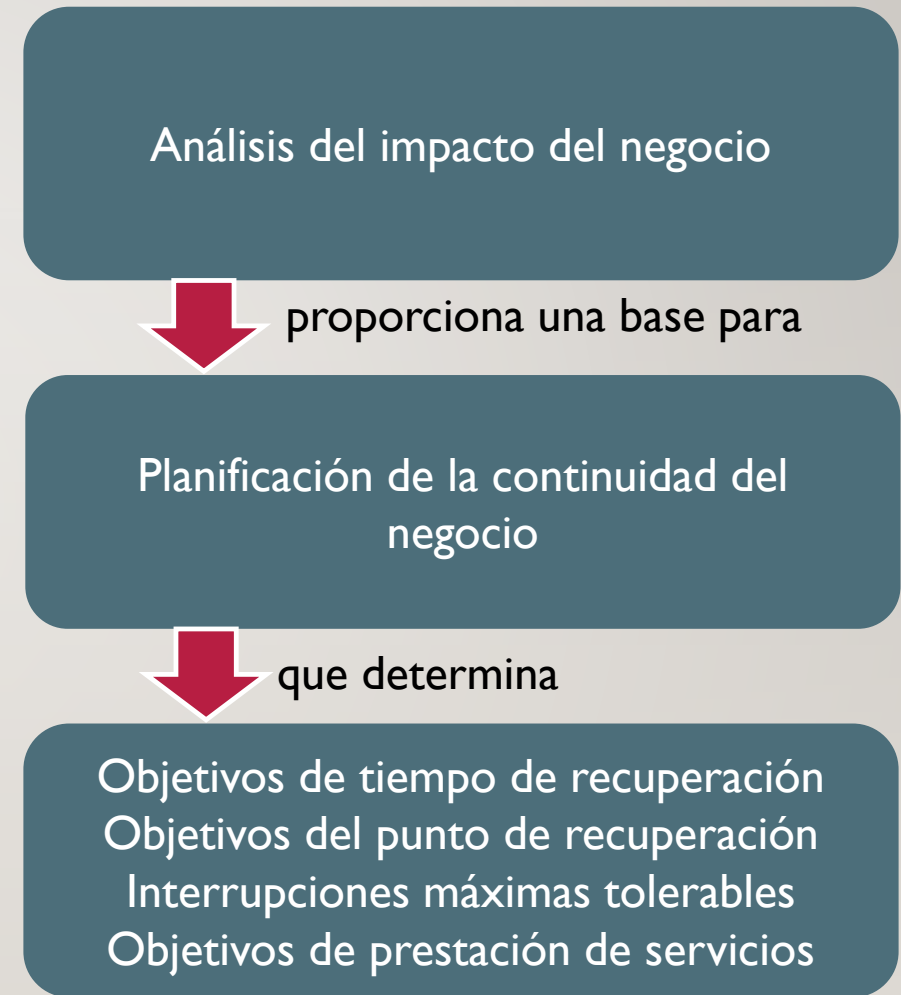 Análisis del impacto del negocio
proporciona una base para
Planificación de la continuidad del
negocio
que determina
Objetivos de tiempo de recuperación
Objetivos del punto de recuperación
Interrupciones máximas tolerables
Objetivos de prestación de servicios